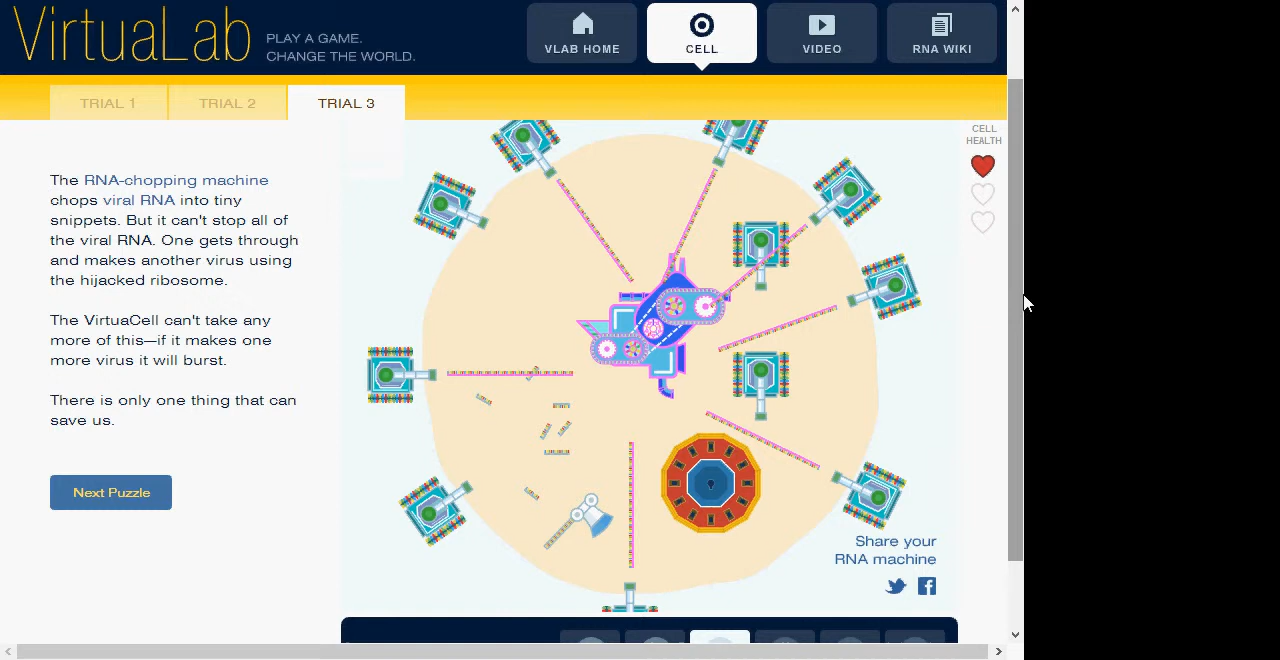 VirtuaLab
PLAY A GAME.
CHANGE THE WORLD.
VLAB HOME
CELL
VIDEO
RNA WIKI
TRIAL 1
TRIAL 2
TRIAL 3
The RNA-chopping machine
chops viral RNA into tiny
snippets. But it can't stop all of
the viral RNA. One gets through
and makes another virus using
the hijacked ribosome.
The VirtuaCell can't take any
more of this—if it makes one
more virus it will burst.
There is only one thing that can
save us.
Next Puzzle
CELL
HEALTH
Share your
RNA machine